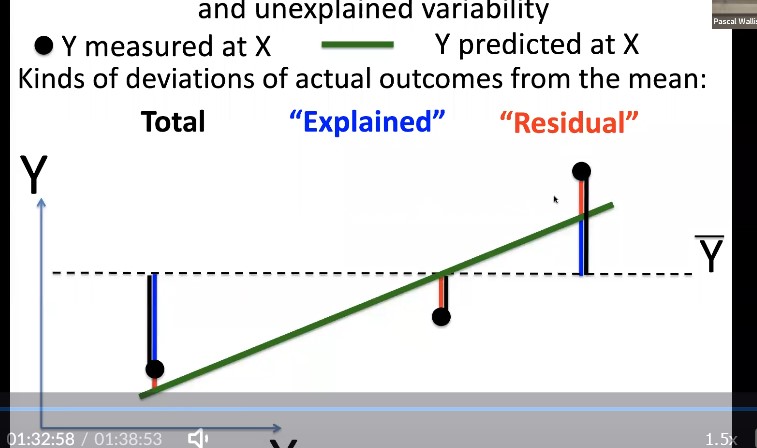 and unexplained variability
Pascal Wallis
Y measured at X
Y predicted at X
Kinds of deviations of actual outcomes from the mean:
Total
“Explained”
“Residual”
Y
Y
01:32:58 / 01:38:53
1.5x